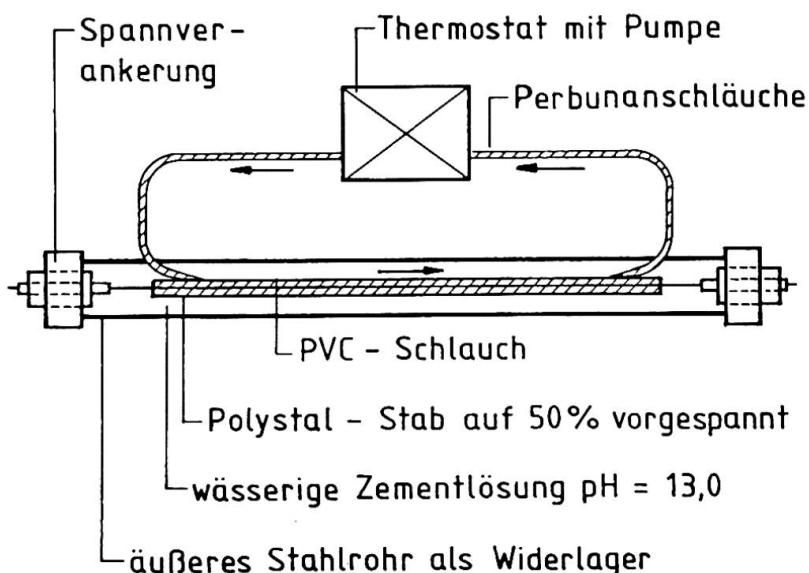 Spannver-
ankerung
Thermostat mit Pumpe
Perbunanschläuche
PVC - Schlauch
Polystal - Stab auf 50% vorgespannt
wässerige Zementlösung pH = 13,0
äußeres Stahlrohr als Widerlager